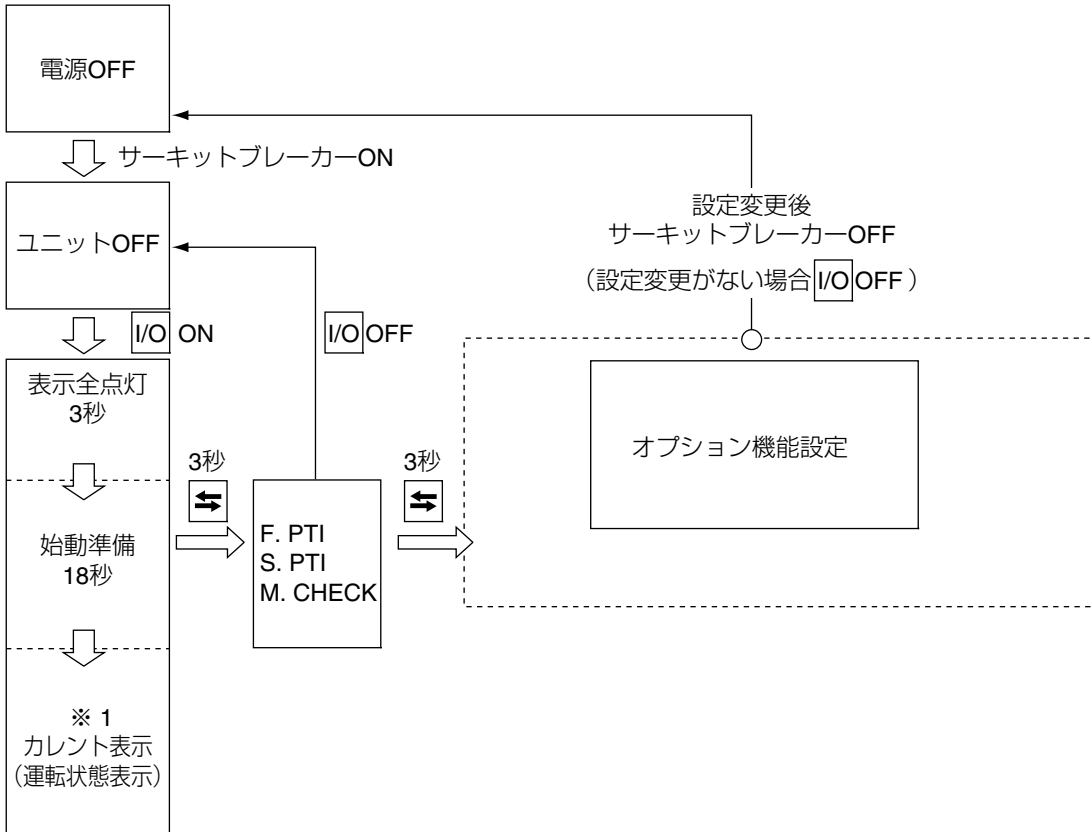 電源OFF
サーキットブレーカーON
ユニットOFF
設定変更後
サーキットブレーカーOFF
（設定変更がない場合I/O OFF）
I/O ON
I/O OFF
表示全点灯
3秒
3秒
3秒
オプション機能設定
始動準備
18秒
F. PTI
S. PTI
M. CHECK
※ 1
カレント表示
（運転状態表示）